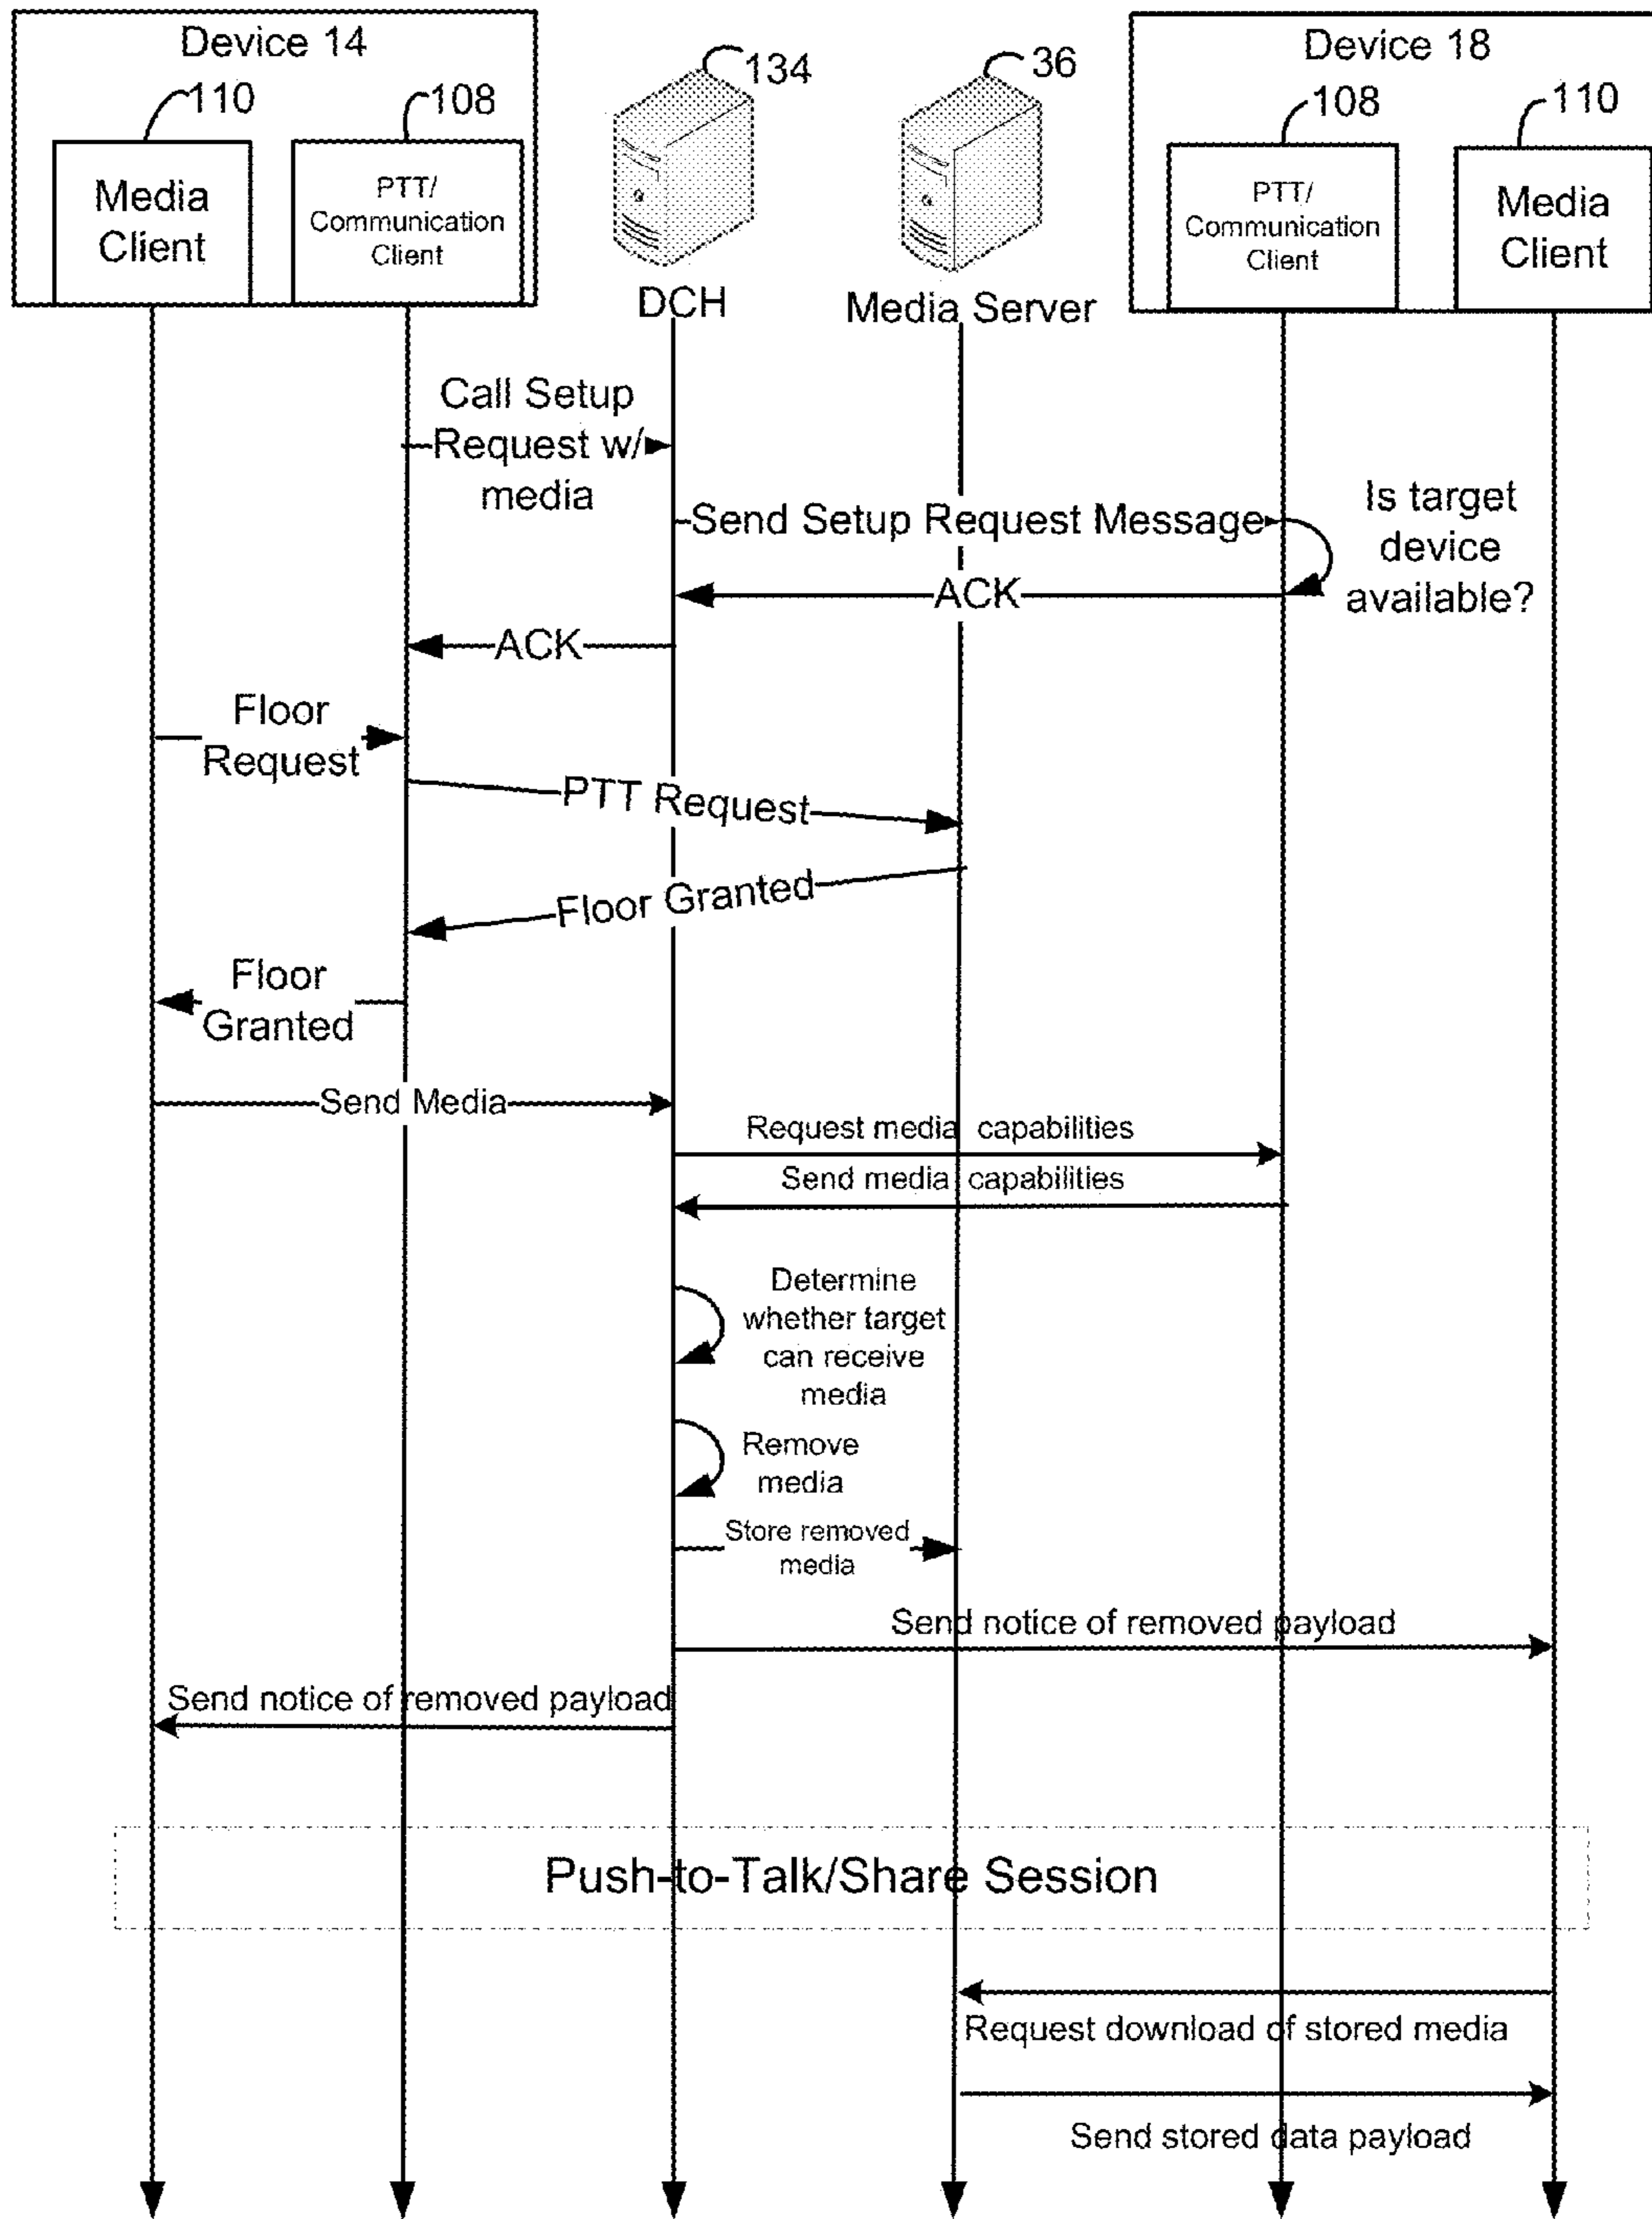 Device 14
Device 18
134
36
110
108
108
110
Media
Client
PTT/
Communication
Client
PTT/
Communication
Client
Media
Client
DCH
Media Server
Call Setup
Request w/
media
Send Setup Request Message
Is target
device
available?
ACK
ACK
Floor
Request
PTT Request
Floor Granted
Floor
Granted
Send Media
Request media capabilities
Send media capabilities
Determine
whether target
can receive
media
Remove
media
Store removed
media
Send notice of removed payload
Send notice of removed payload
Push-to-Talk/Share Session
Request download of stored media
Send stored data payload